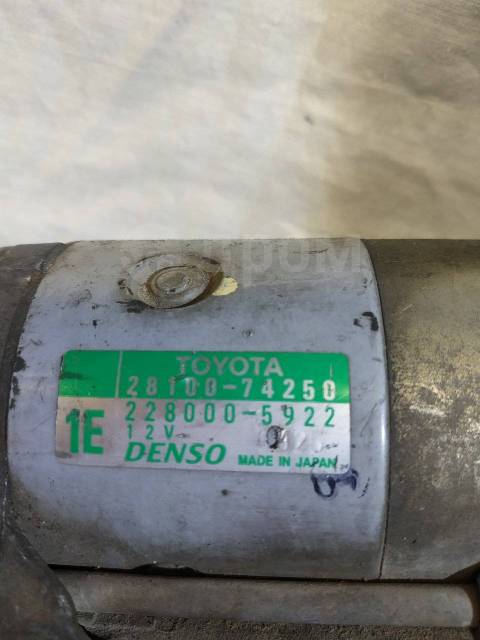 TOYOTA
28100-74250
228000-5922
1E
12V
DENSO MADE IN JAPAN